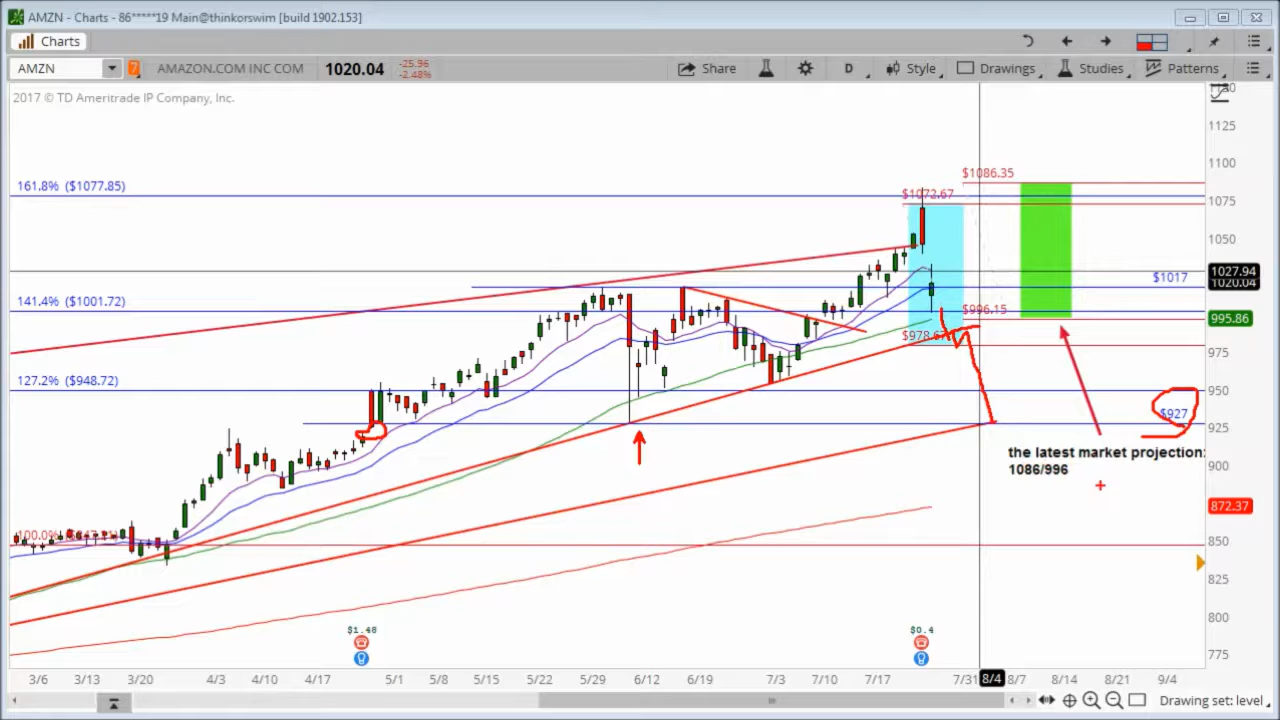 AMZN - Charts - 86*****19 Main@thinkorswim [build 1902.153]
Charts
AMZN
7
AMAZON.COM INC COM
1020.04
-25.96
-2.48%
Share
D
Style
Drawings
Studies
Patterns
2017 © TD Ameritrade IP Company, Inc.
1125
1100
1075
1050
1027.94
1020.04
995.86
975
950
925
900
872.37
850
825
800
775
161.8% ($1077.85)
141.4% ($1001.72)
127.2% ($948.72)
100.0%
$1086.35
$1072.67
$1017
$996.15
$927
the latest market projection:
1086/996
$1.48
$0.4
3/6 3/13 3/20 4/3 4/10 4/17 5/1 5/8 5/15 5/22 5/29 6/12 6/19 7/3 7/10 7/17 7/31 8/4 8/7 8/14 8/21 9/4
Drawing set: level